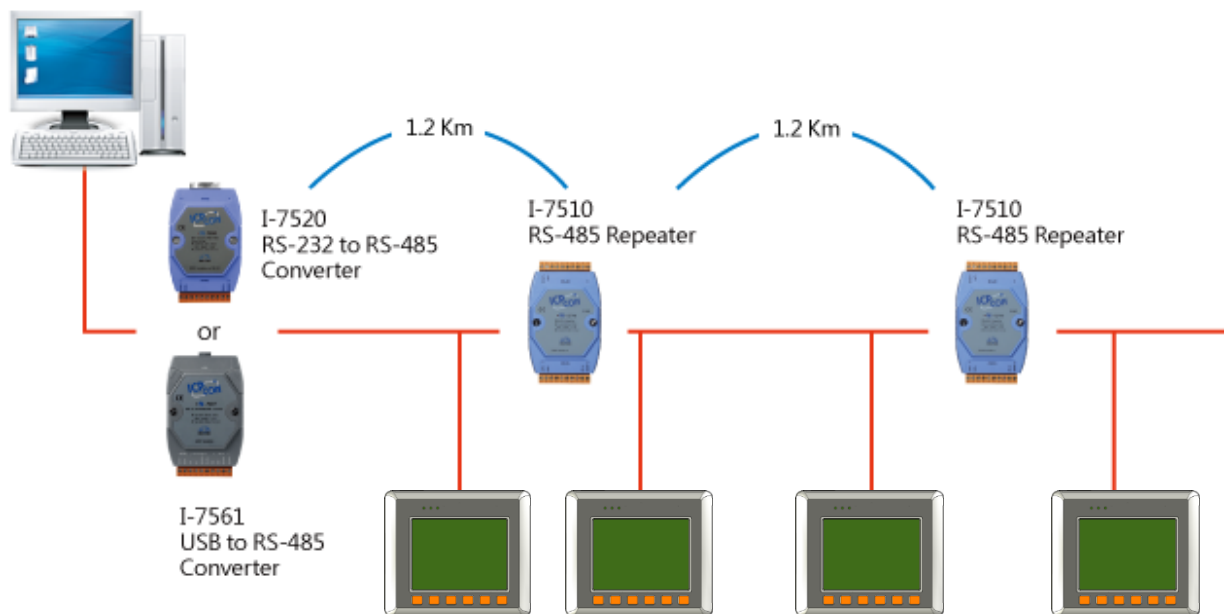 1.2 Km
1.2 Km
I-7520
RS-232 to RS-485
Converter
I-7510
RS-485 Repeater
I-7510
RS-485 Repeater
or
I-7561
USB to RS-485
Converter